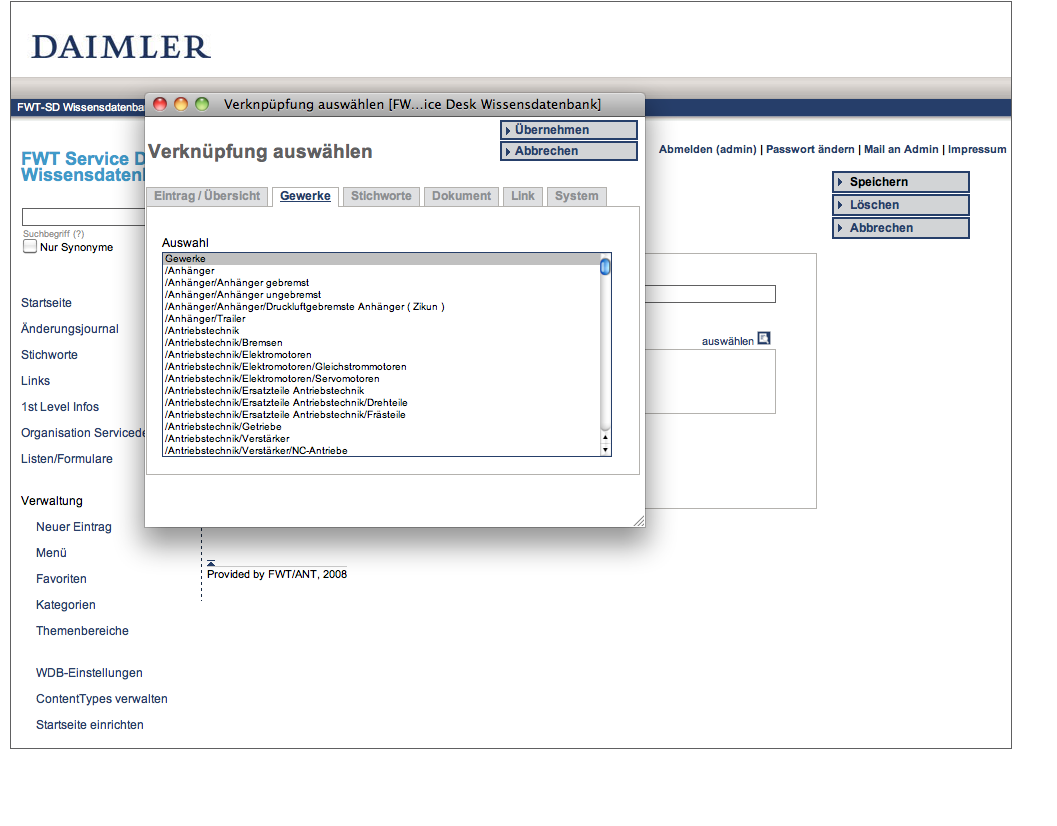 DAIMLER
FWT-SD Wissensdatenba
Verknpüpfung auswählen [FW...ice Desk Wissensdatenbank]
Übernehmen
Abbrechen
Verknüpfung auswählen
Abmelden (admin) | Passwort ändern | Mail an Admin | Impressum
FWT Service D
Wissensdaten
Speichern
Löschen
Abbrechen
Eintrag / Übersicht Gewerke Stichworte Dokument Link System
Suchbegriff (?)
Nur Synonyme
Auswahl
Gewerke
/Anhänger
/Anhänger/Anhänger gebremst
/Anhänger/Anhänger ungebremst
/Anhänger/Anhänger/Druckluftgebremste Anhänger ( Zikun )
/Anhänger/Trailer
/Antriebstechnik
/Antriebstechnik/Bremsen
/Antriebstechnik/Elektromotoren
/Antriebstechnik/Elektromotoren/Gleichstrommotoren
/Antriebstechnik/Elektromotoren/Servomotoren
/Antriebstechnik/Ersatzteile Antriebstechnik
/Antriebstechnik/Ersatzteile Antriebstechnik/Drehteile
/Antriebstechnik/Ersatzteile Antriebstechnik/Frästeile
/Antriebstechnik/Getriebe
/Antriebstechnik/Verstärker
/Antriebstechnik/Verstärker/NC-Antriebe
auswählen
Startseite
Änderungsjournal
Stichworte
Links
1st Level Infos
Organisation Servicede
Listen/Formulare
Verwaltung
Neuer Eintrag
Menü
Favoriten
Kategorien
Themenbereiche
WDB-Einstellungen
ContentTypes verwalten
Startseite einrichten
Provided by FWT/ANT, 2008